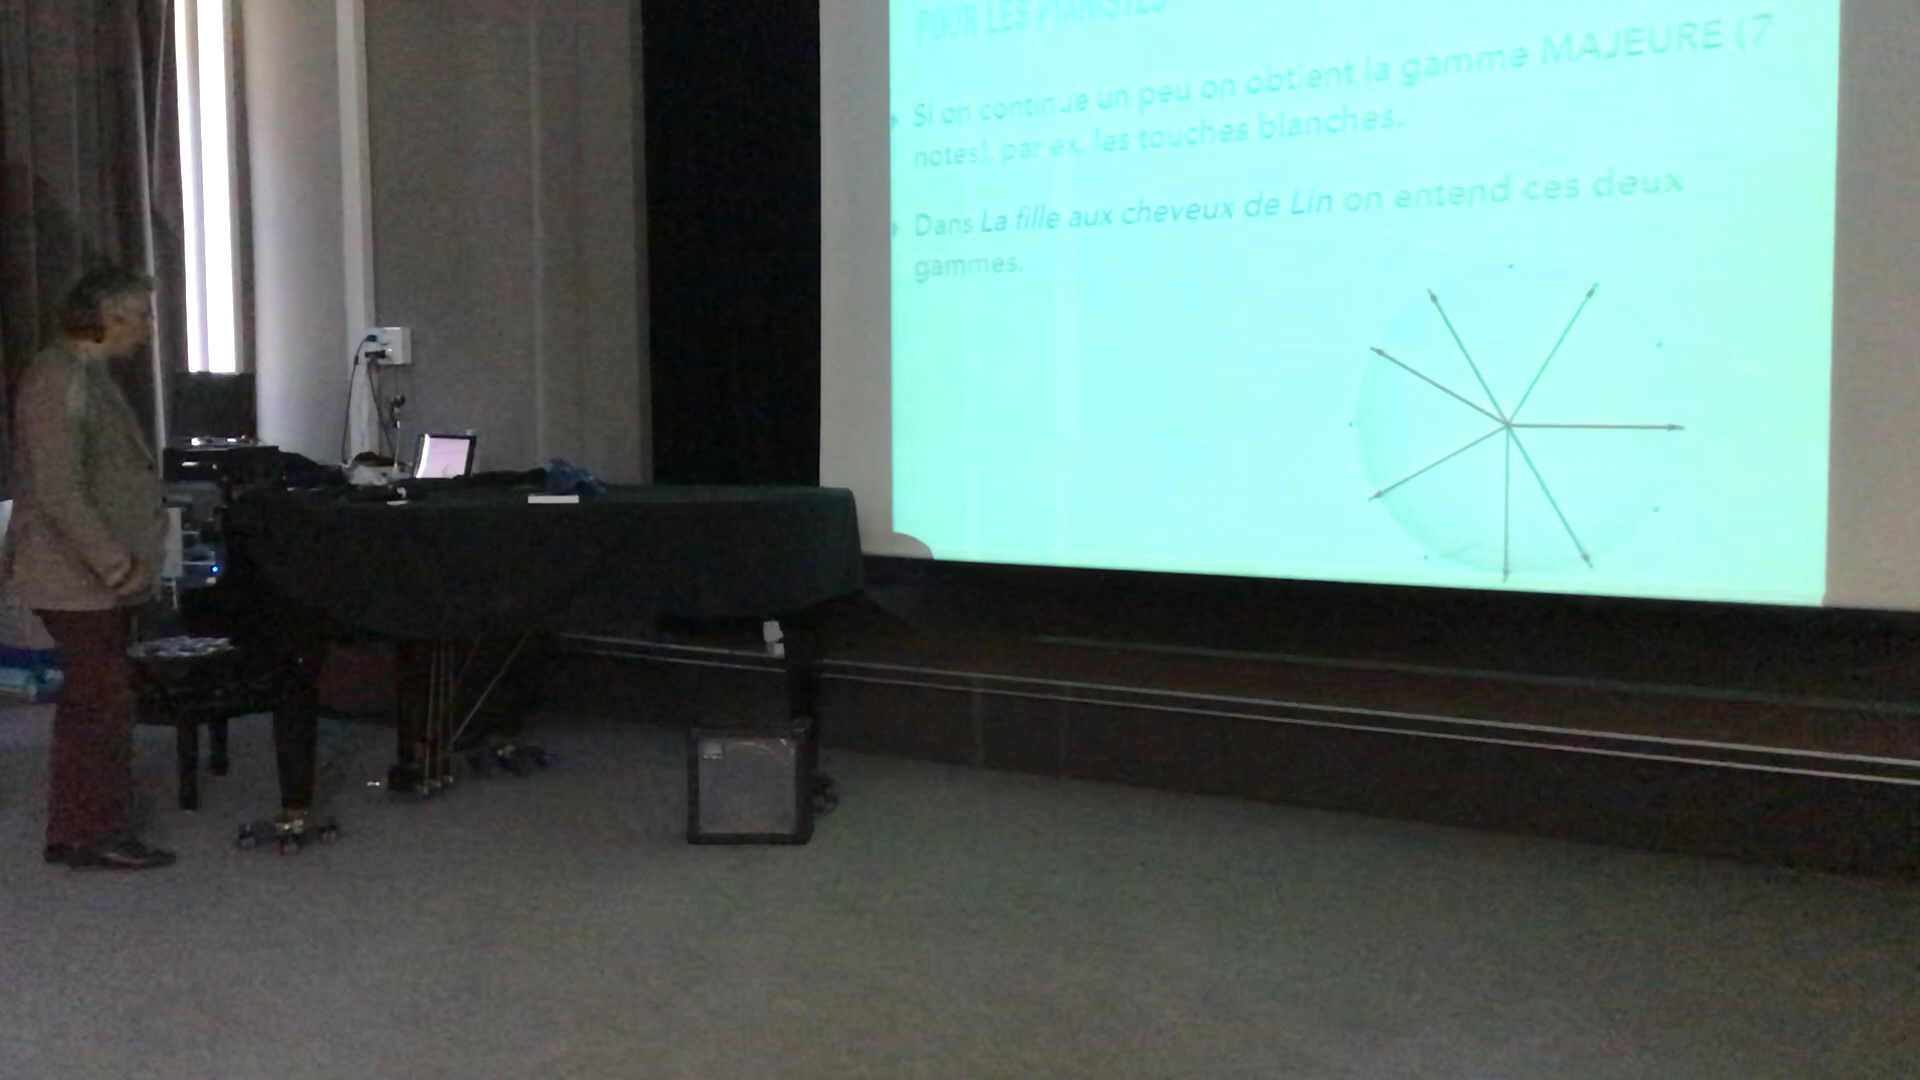 POUR LES PIANISTES
Si on continue un peu on obtient la gamme MAJEURE (7
notes), par ex. les touches blanches.
Dans La fille aux cheveux de Lin on entend ces deux
gammes.